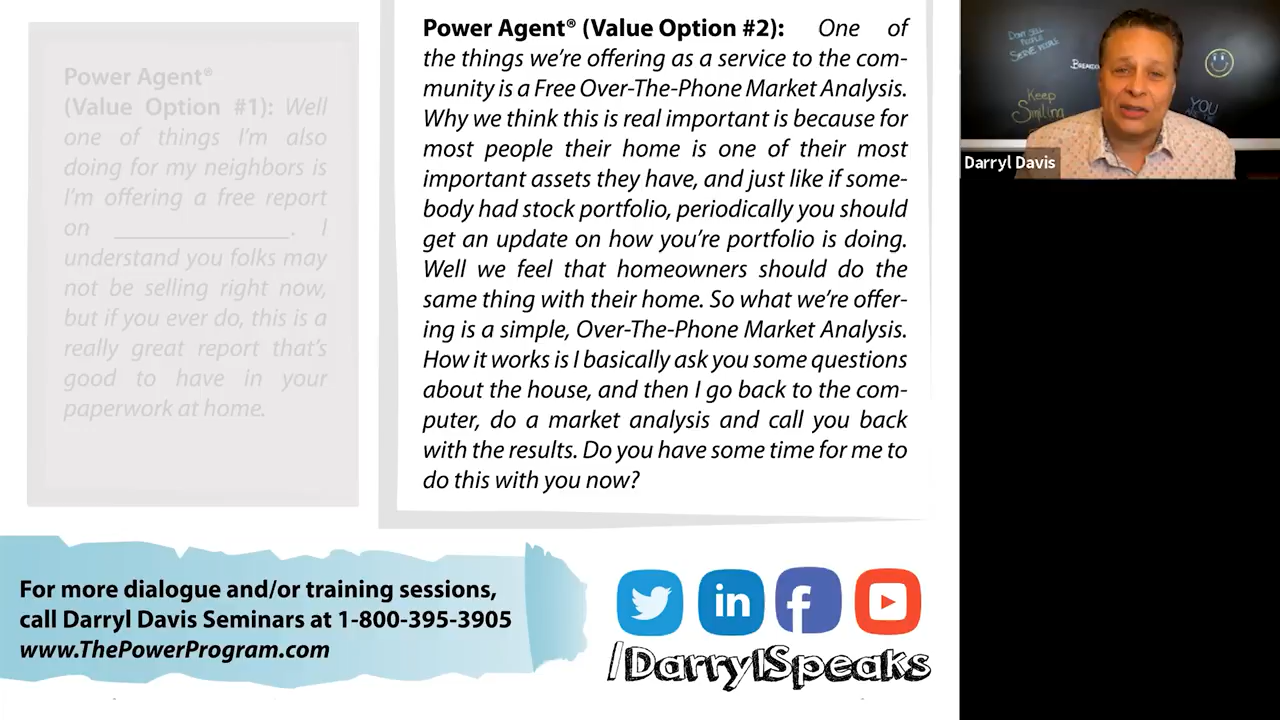 Power Agent®
(Value Option #1): Well
one of things I'm also
doing for my neighbors is
I'm offering a free report
on _______________. I
understand you folks may
not be selling right now,
but if you ever do, this is a
really great report that's
good to have in your
paperwork at home.
Power Agent® (Value Option #2): One of
the things we're offering as a service to the com-
munity is a Free Over-The-Phone Market Analysis.
Why we think this is real important is because for
most people their home is one of their most
important assets they have, and just like if some-
body had stock portfolio, periodically you should
get an update on how you're portfolio is doing.
Well we feel that homeowners should do the
same thing with their home. So what we're offer-
ing is a simple, Over-The-Phone Market Analysis.
How it works is I basically ask you some questions
about the house, and then I go back to the com-
puter, do a market analysis and call you back
with the results. Do you have some time for me to
do this with you now?
For more dialogue and/or training sessions,
call Darryl Davis Seminars at 1-800-395-3905
www.ThePowerProgram.com
in
f
/DarrylSpeaks
DON'T SELL
PEOPLE
SERVE PEOPLE
Keep
Smiling
YOU
Darryl Davis